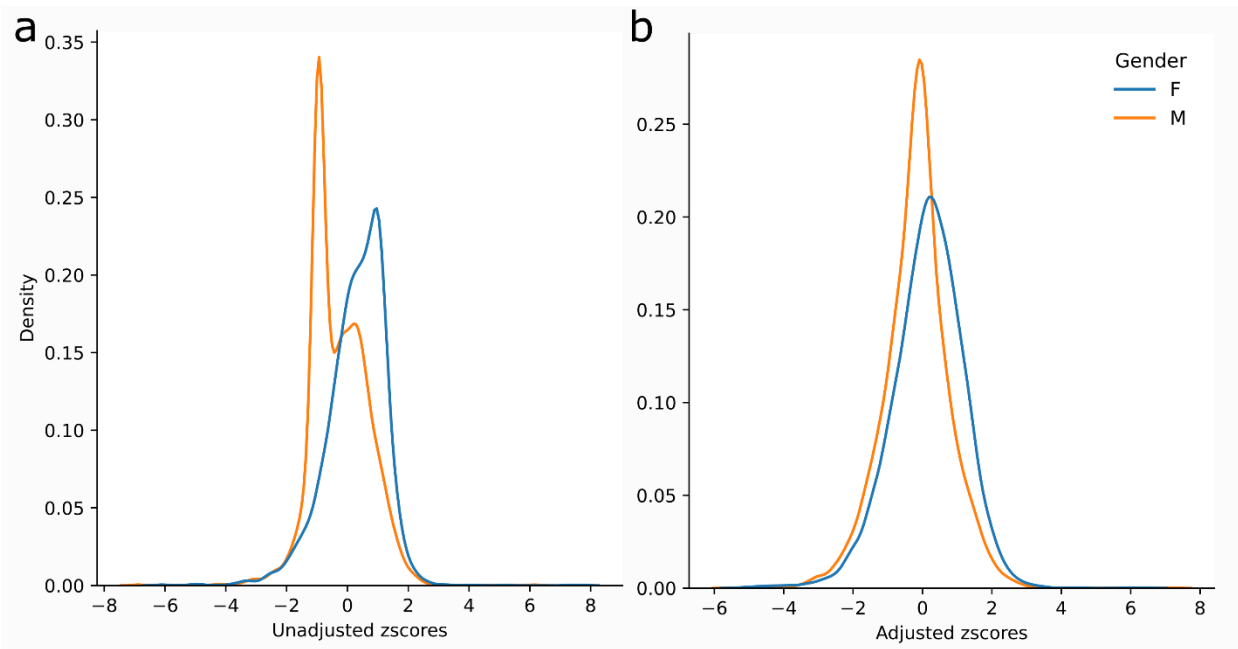 a
0.35
0.30
0.25
0.20
0.15
0.10
0.05
0.00
Density
−8 −6 −4 −2 0 2 4 6 8
Unadjusted zscores
b
Gender
F
M
0.25
0.20
0.15
0.10
0.05
0.00
−6 −4 −2 0 2 4 6 8
Adjusted zscores